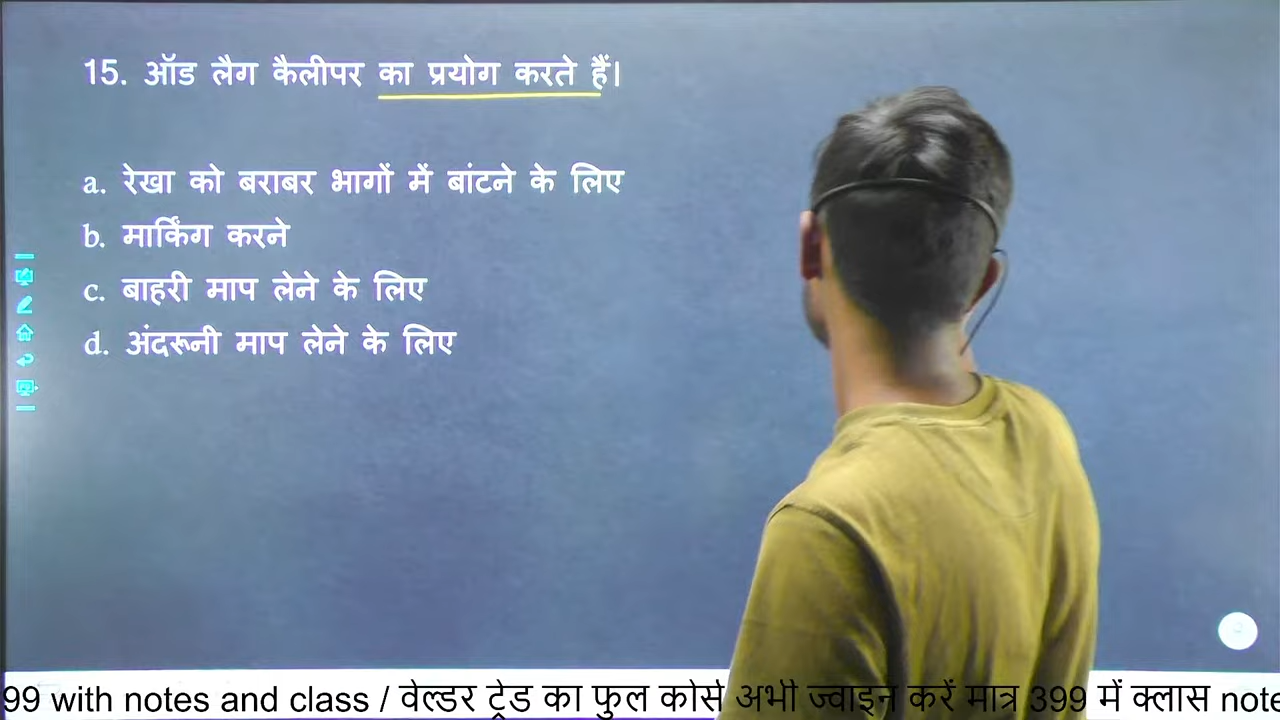 15. ऑड लैग कैलीपर का प्रयोग करते हैं।
a. रेखा को बराबर भागों में बांटने के लिए
b. मार्किंग करने
c. बाहरी माप लेने के लिए
d. अंदरूनी माप लेने के लिए
99 with notes and class / वेल्डर ट्रेड का फुल कोर्स अभी ज्वाइन करें मात्र 399 में क्लास note